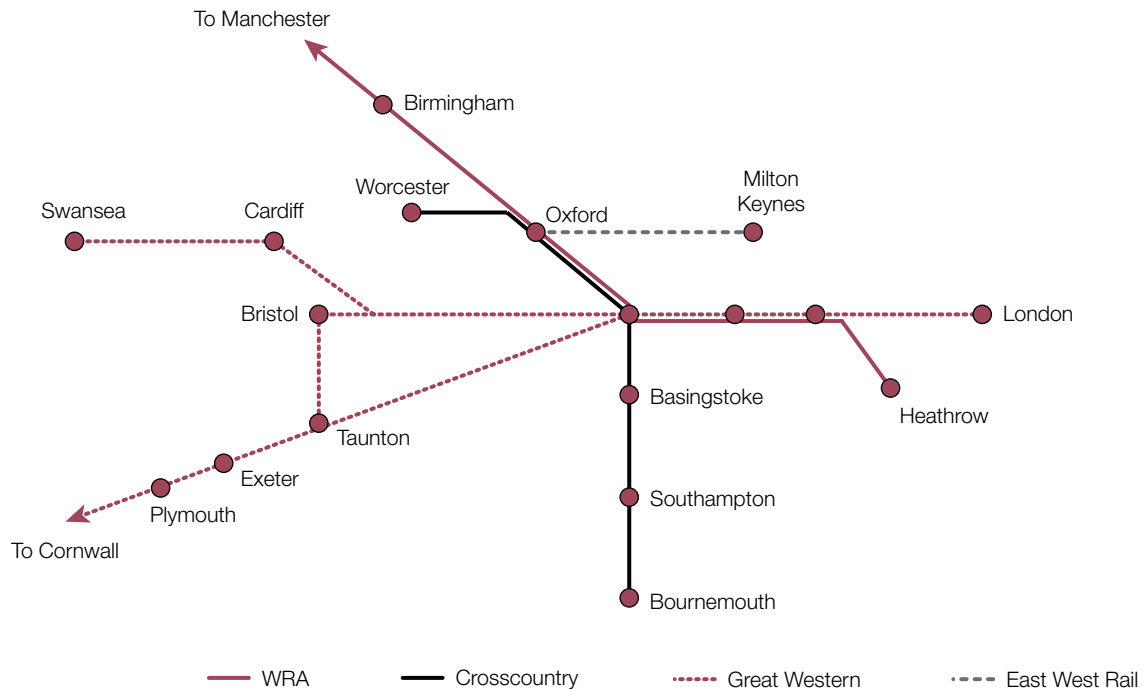 To Manchester
Birmingham
Worcester
Milton
Keynes
Swansea
Cardiff
Oxford
Bristol
London
Basingstoke
Heathrow
Taunton
Exeter
Southampton
Plymouth
To Cornwall
Bournemouth
WRA
Crosscountry
Great Western
East West Rail